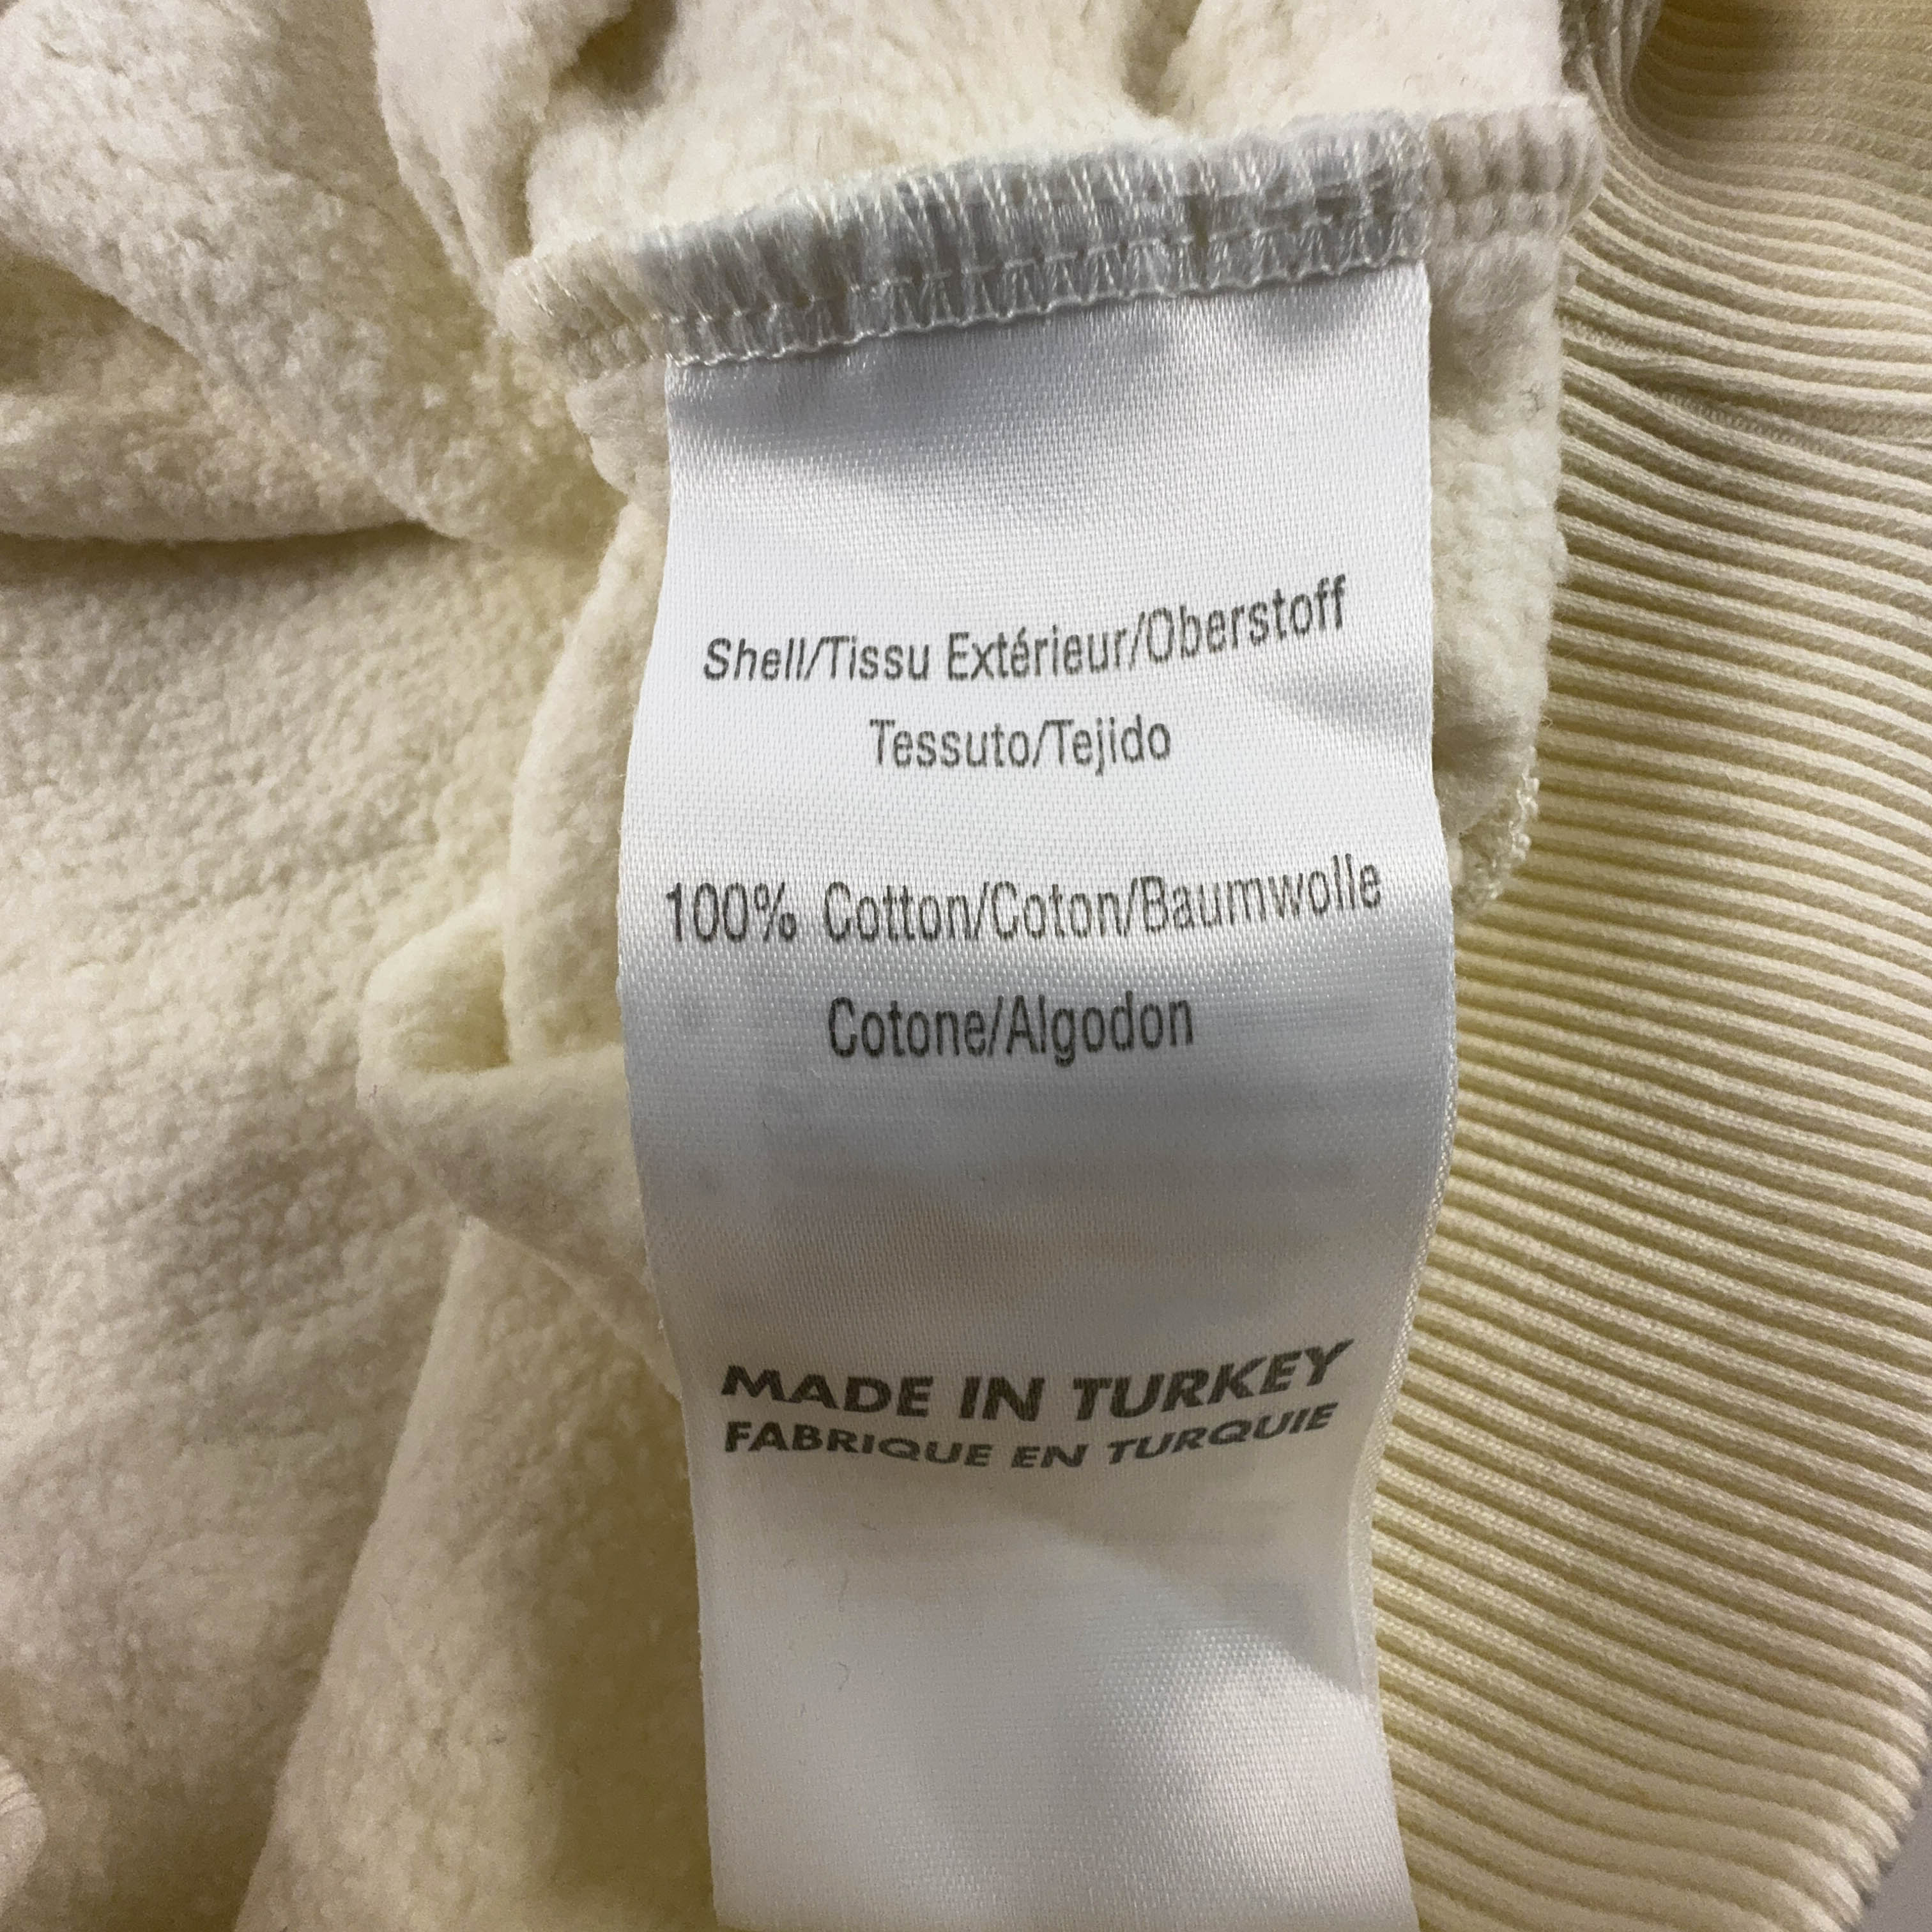 Shell/Tissu Extérieur/Oberstoff
Tessuto/Tejido
100% Cotton/Coton/Baumwolle
Cotone/Algodon
MADE IN TURKEY
FABRIQUE EN TURQUIE